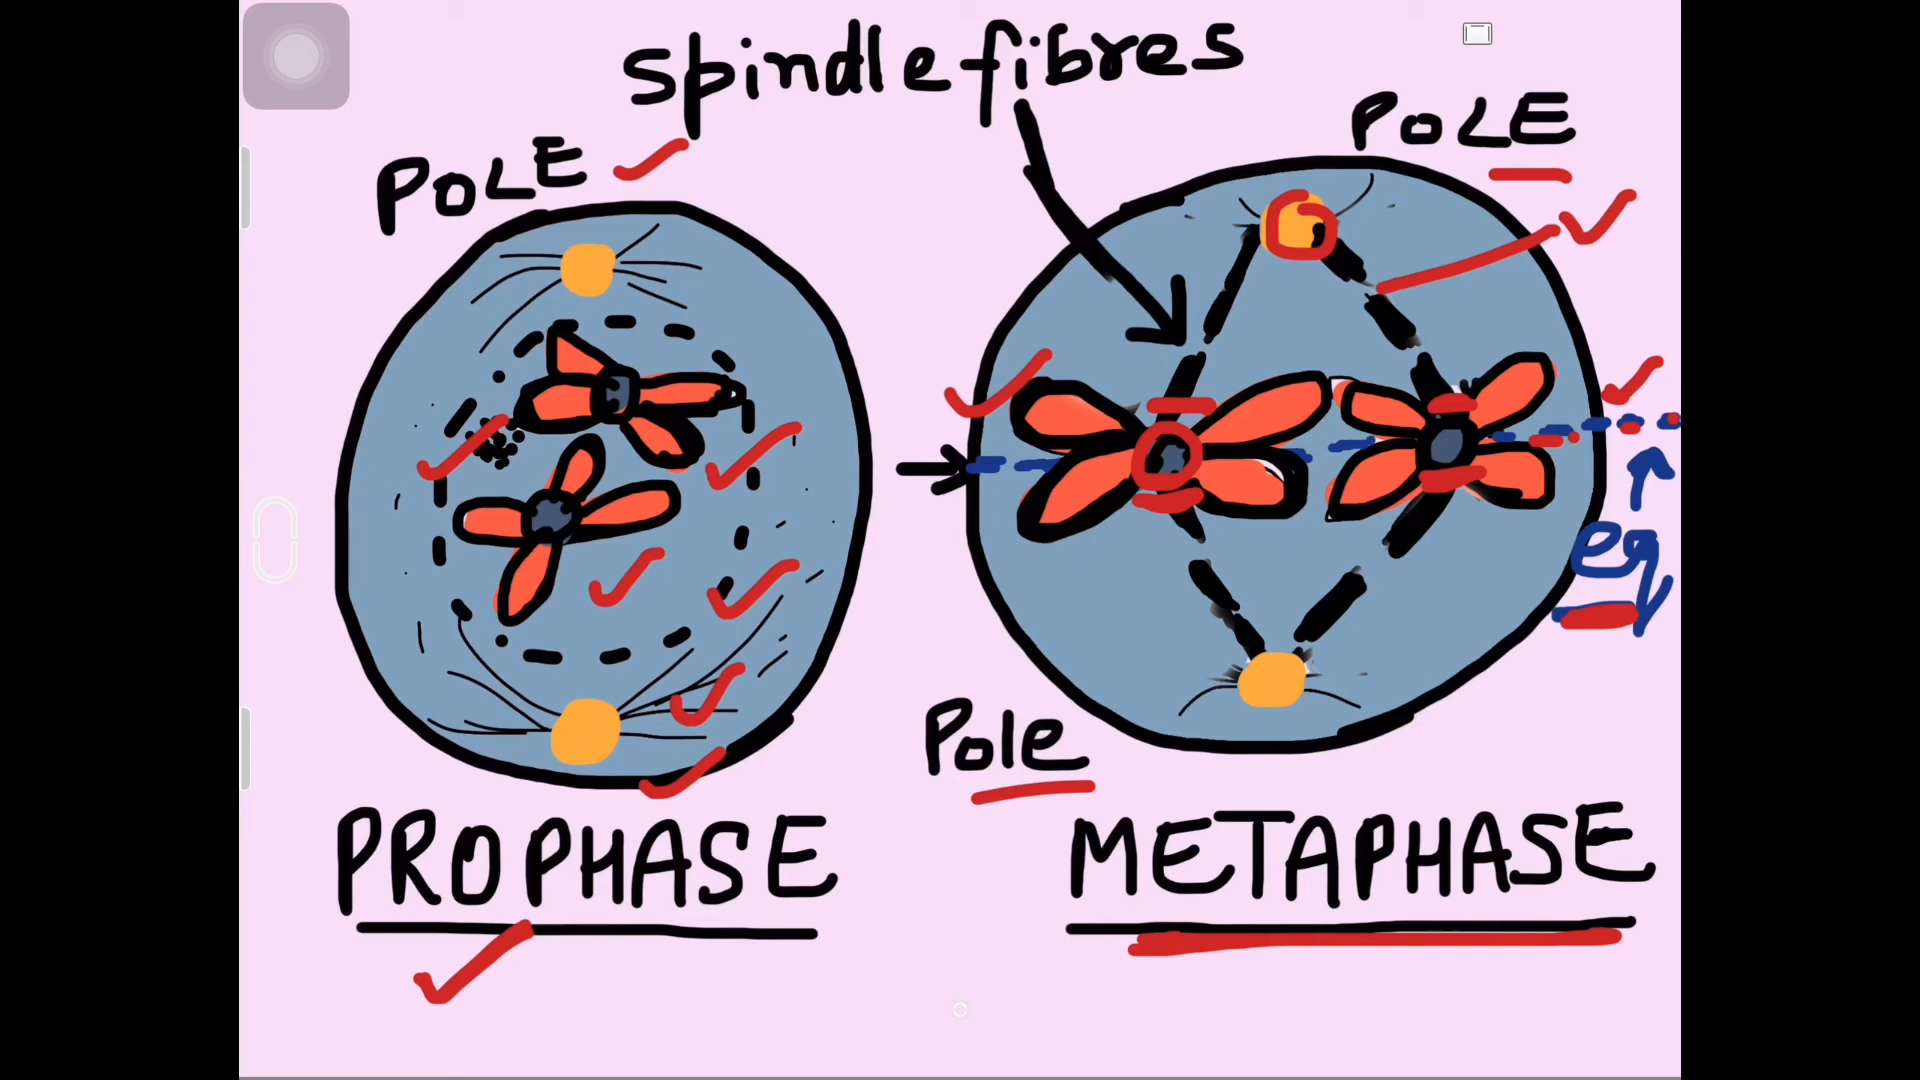 spindle fibres
POLE
POLE
eq
Pole
PROPHASE
METAPHASE